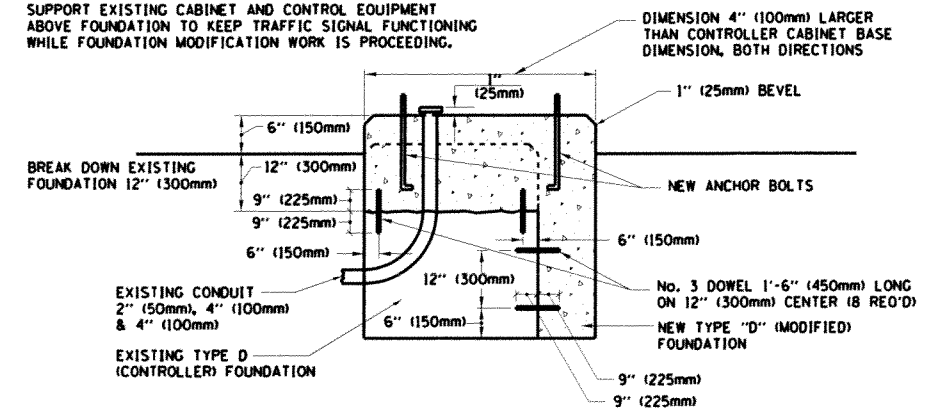 SUPPORT EXISTING CABINET AND CONTROL EQUIPMENT
ABOVE FOUNDATION TO KEEP TRAFFIC SIGNAL FUNCTIONING
WHILE FOUNDATION MODIFICATION WORK IS PROCEEDING.
DIMENSION 4" (100mm) LARGER
THAN CONTROLLER CABINET BASE
DIMENSION, BOTH DIRECTIONS
1"
(25mm)
1" (25mm) BEVEL
6" (150mm)
BREAK DOWN EXISTING
FOUNDATION 12" (300mm)
12" (300mm)
9" (225mm)
9" (225mm)
6" (150mm)
NEW ANCHOR BOLTS
6" (150mm)
12" (300mm)
6" (150mm)
EXISTING CONDUIT
2" (50mm), 4" (100mm)
& 4" (100mm)
No. 3 DOWEL 1'-6" (450mm) LONG
ON 12" (300mm) CENTER (8 REQ'D)
NEW TYPE "D" (MODIFIED)
FOUNDATION
EXISTING TYPE D
(CONTROLLER) FOUNDATION
9" (225mm)
9" (225mm)